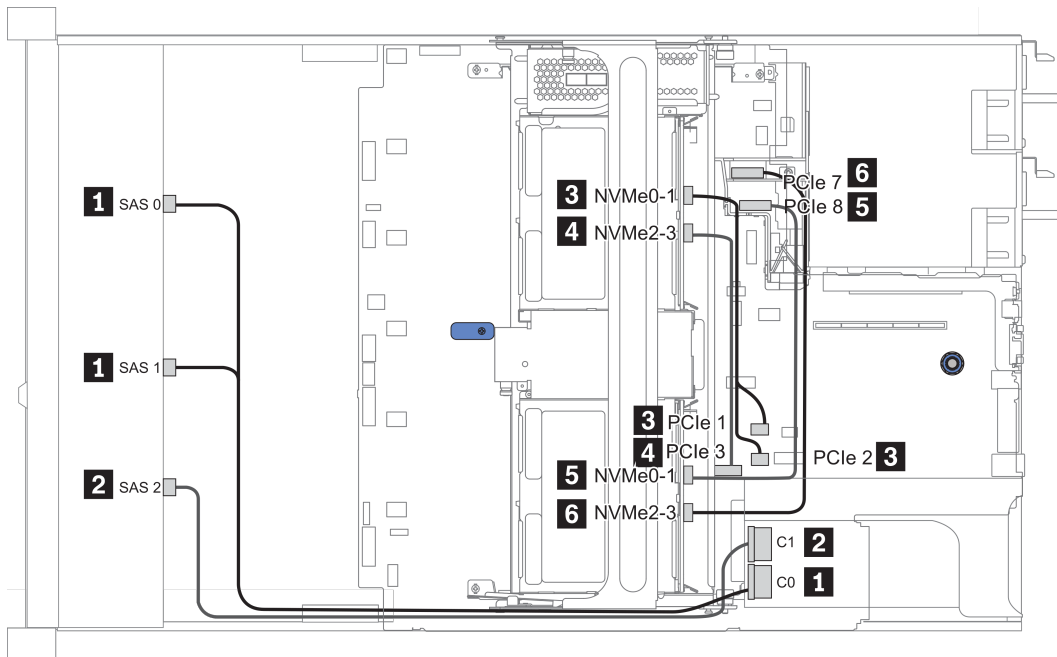 1 SAS 0
1 SAS 1
2 SAS 2
3 NVMe0-1
4 NVMe2-3
PCIe 7 6
PCIe 8 5
3 PCIe 1
4 PCIe 3
PCIe 2 3
5 NVMe0-1
6 NVMe2-3
C1 2
C0 1